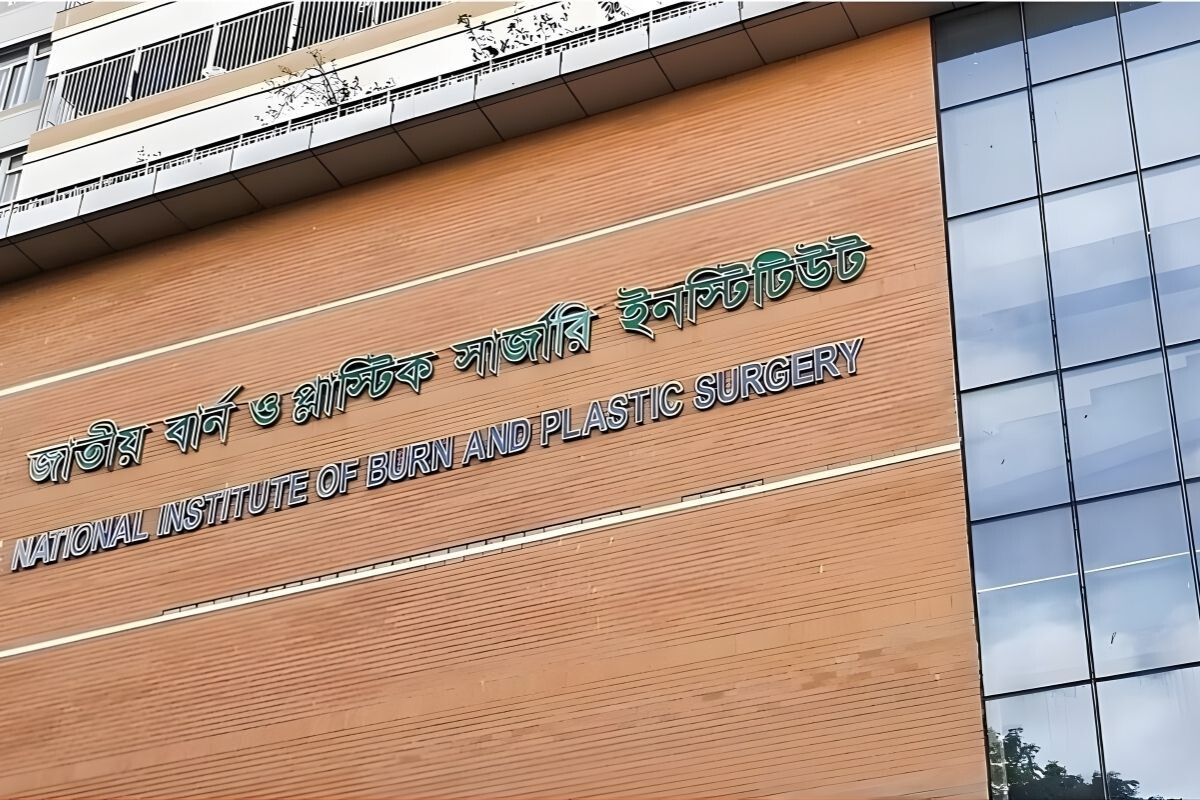 জাতীয় বার্ন ও প্লাস্টিক সার্জারি ইনস্টিটিউট
NATIONAL INSTITUTE OF BURN AND PLASTIC SURGERY